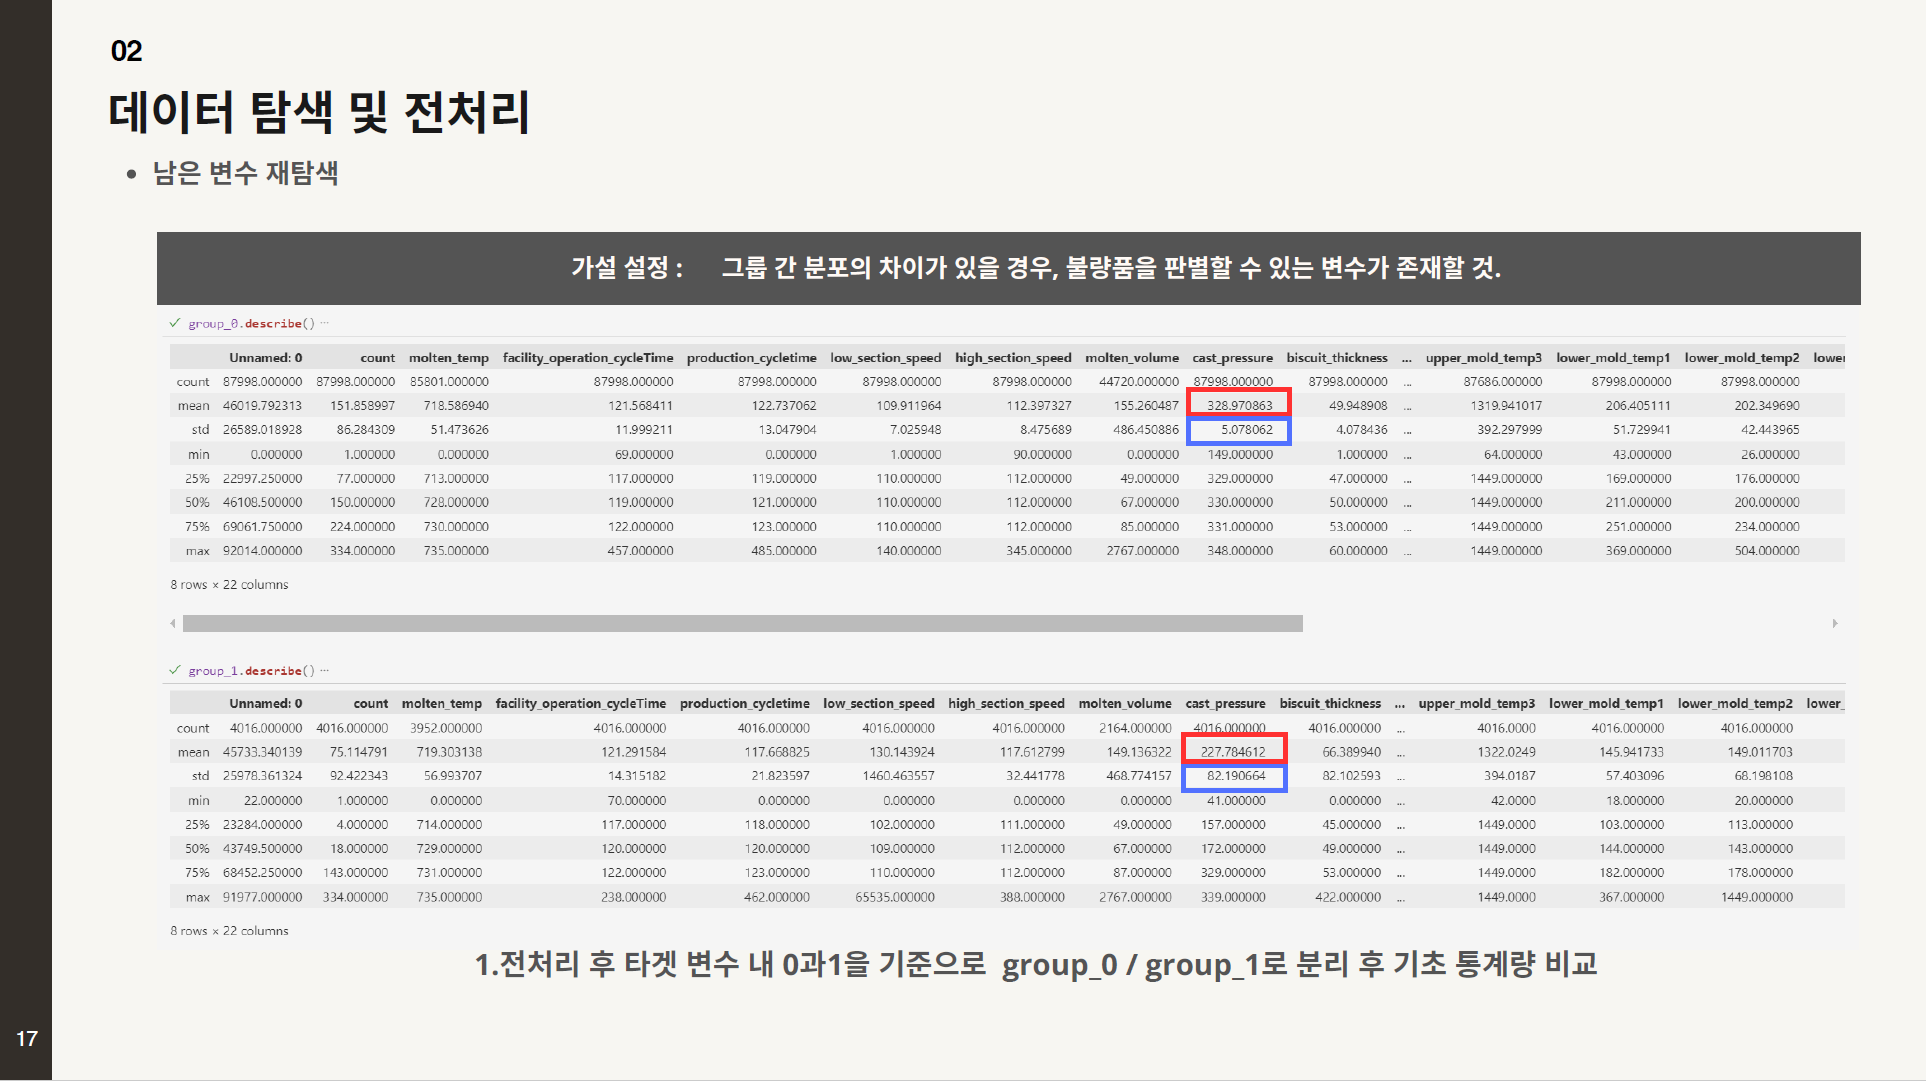 02
데이터 탐색 및 전처리
• 남은 변수 재탐색
가설 설정 : 그룹 간 분포의 차이가 있을 경우, 불량품을 판별할 수 있는 변수가 존재할 것.
✓ group_0.describe() ...
Unnamed: 0 count molten_temp facility_operation_cycleTime production_cycletime low_section_speed high_section_speed molten_volume cast_pressure biscuit_thickness ... upper_mold_temp3 lower_mold_temp1 lower_mold_temp2 lower
count 87998.000000 87998.000000 85801.000000 87998.000000 87998.000000 87998.000000 87998.000000 44720.000000 87998.000000 87998.000000 ... 87686.000000 87998.000000 87998.000000
mean 46019.792313 151.858997 718.586940 121.568411 122.737062 109.911964 112.397327 155.260487 328.970863 49.948908 ... 1319.941017 206.405111 202.349690
std 26589.018928 86.284309 51.473626 11.999211 13.047904 7.025948 8.475689 486.450886 5.078062 4.078436 ... 392.297999 51.729941 42.443965
min 0.000000 1.000000 0.000000 69.000000 0.000000 1.000000 90.000000 0.000000 149.000000 1.000000 ... 64.000000 43.000000 26.000000
25% 22997.250000 77.000000 713.000000 117.000000 119.000000 110.000000 112.000000 49.000000 329.000000 47.000000 ... 1449.000000 169.000000 176.000000
50% 46108.500000 150.000000 728.000000 119.000000 121.000000 110.000000 112.000000 67.000000 330.000000 50.000000 ... 1449.000000 211.000000 200.000000
75% 69061.750000 224.000000 730.000000 122.000000 123.000000 110.000000 112.000000 85.000000 331.000000 53.000000 ... 1449.000000 251.000000 234.000000
max 92014.000000 334.000000 735.000000 457.000000 485.000000 140.000000 345.000000 2767.000000 348.000000 60.000000 ... 1449.000000 369.000000 504.000000
8 rows × 22 columns
✓ group_1.describe() ...
Unnamed: 0 count molten_temp facility_operation_cycleTime production_cycletime low_section_speed high_section_speed molten_volume cast_pressure biscuit_thickness ... upper_mold_temp3 lower_mold_temp1 lower_mold_temp2 lower_
count 4016.000000 4016.000000 3952.000000 4016.000000 4016.000000 4016.000000 4016.000000 2164.000000 4016.000000 4016.000000 ... 4016.0000 4016.000000 4016.000000
mean 45733.340139 75.114791 719.303138 121.291584 117.668825 130.143924 117.612799 149.136322 227.784612 66.389940 ... 1322.0249 145.941733 149.011703
std 25978.361324 92.422343 56.993707 14.315182 21.823597 1460.463557 32.441778 468.774157 82.190664 82.102593 ... 394.0187 57.403096 68.198108
min 22.000000 1.000000 0.000000 70.000000 0.000000 0.000000 0.000000 0.000000 41.000000 0.000000 ... 42.0000 18.000000 20.000000
25% 23284.000000 4.000000 714.000000 117.000000 118.000000 102.000000 111.000000 49.000000 157.000000 45.000000 ... 1449.0000 103.000000 113.000000
50% 43749.500000 18.000000 729.000000 120.000000 120.000000 109.000000 112.000000 67.000000 172.000000 49.000000 ... 1449.0000 144.000000 143.000000
75% 68452.250000 143.000000 731.000000 122.000000 123.000000 110.000000 112.000000 87.000000 329.000000 53.000000 ... 1449.0000 182.000000 178.000000
max 91977.000000 334.000000 735.000000 238.000000 462.000000 65535.000000 388.000000 2767.000000 339.000000 422.000000 ... 1449.0000 367.000000 1449.000000
8 rows × 22 columns
1.전처리 후 타겟 변수 내 0과1을 기준으로 group_0 / group_1로 분리 후 기초 통계량 비교
17